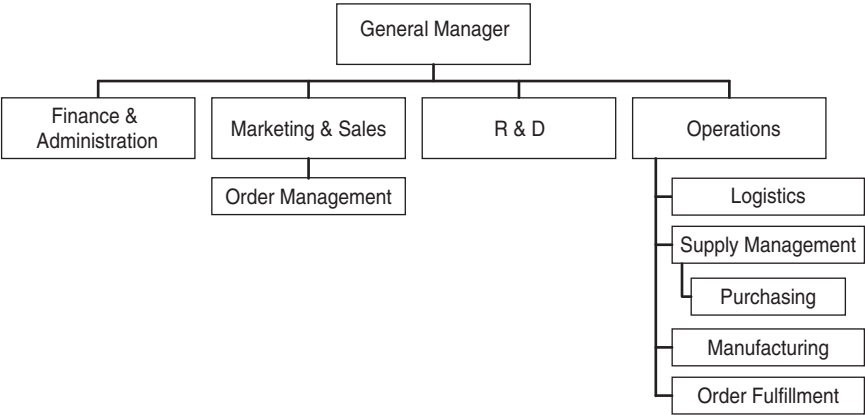 General Manager
Finance &
Administration
Marketing & Sales
R & D
Operations
Order Management
Logistics
Supply Management
Purchasing
Manufacturing
Order Fulfillment